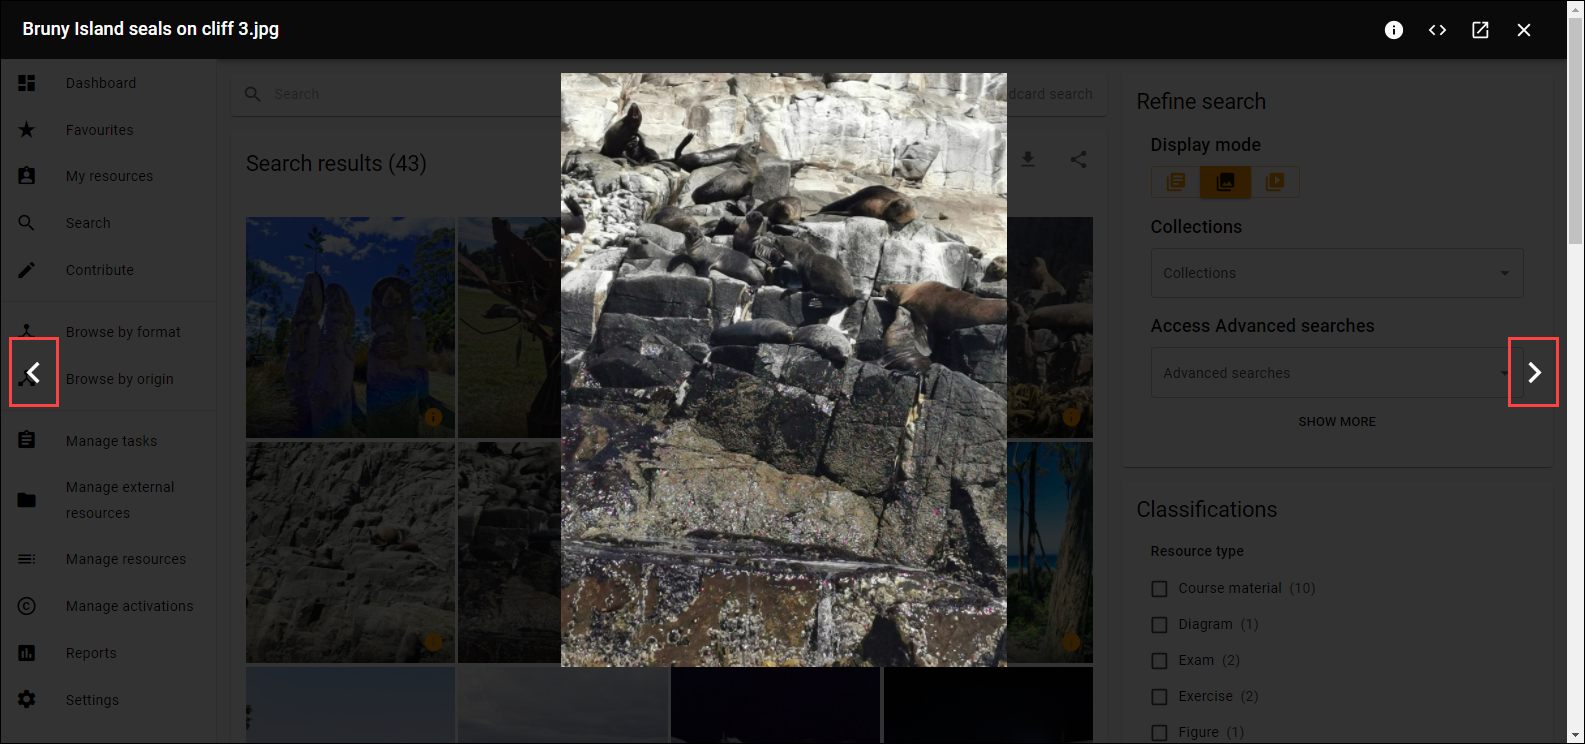 Bruny Island seals on cliff 3.jpg
Dashboard
Favourites
My resources
Search
Contribute
Browse by format
Browse by origin
Manage tasks
Manage external
resources
Manage resources
Manage activations
Reports
Settings
Search
dcard search
Search results (43)
Refine search
Display mode
Collections
Collections
Access Advanced searches
Advanced searches
SHOW MORE
Classifications
Resource type
Course material (10)
Diagram (1)
Exam (2)
Exercise (2)
Figure (1)